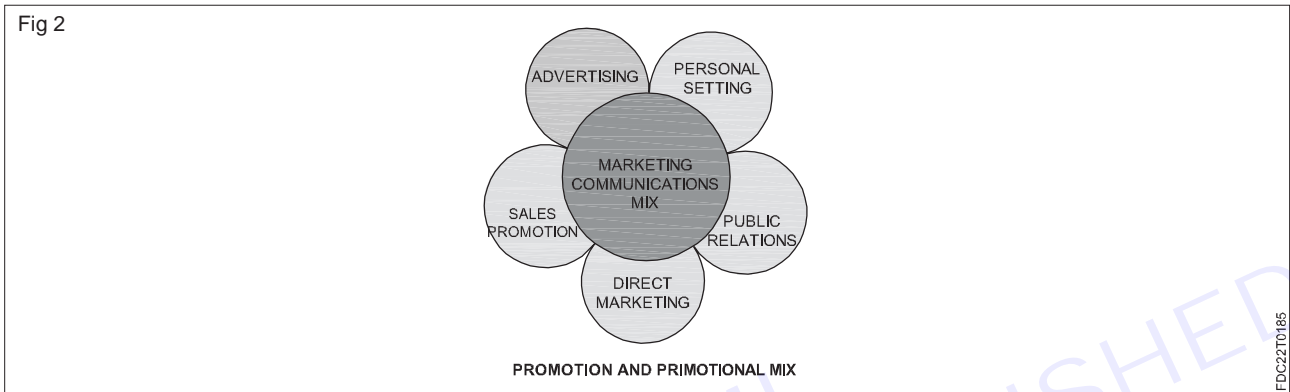 Fig 2
ADVERTISING
PERSONAL
SETTING
MARKETING
COMMUNICATIONS
MIX
SALES
PROMOTION
PUBLIC
RELATIONS
DIRECT
MARKETING
PROMOTION AND PRIMOTIONAL MIX
FDC22T0185
SHED